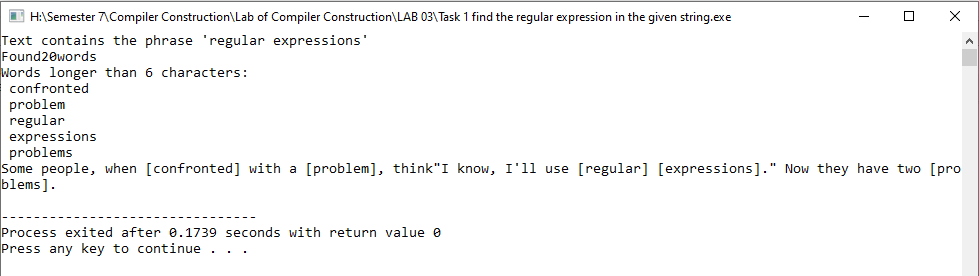 H:\Semester 7\Compiler Construction\Lab of Compiler Construction\LAB 03\Task 1 find the regular expression in the given string.exe
Text contains the phrase 'regular expressions'
Found20words
Words longer than 6 characters:
 confronted
 problem
 regular
 expressions
 problems
Some people, when [confronted] with a [problem], think"I know, I'll use [regular] [expressions]." Now they have two [pro
blems].
--------------------------------
Process exited after 0.1739 seconds with return value 0
Press any key to continue . . .